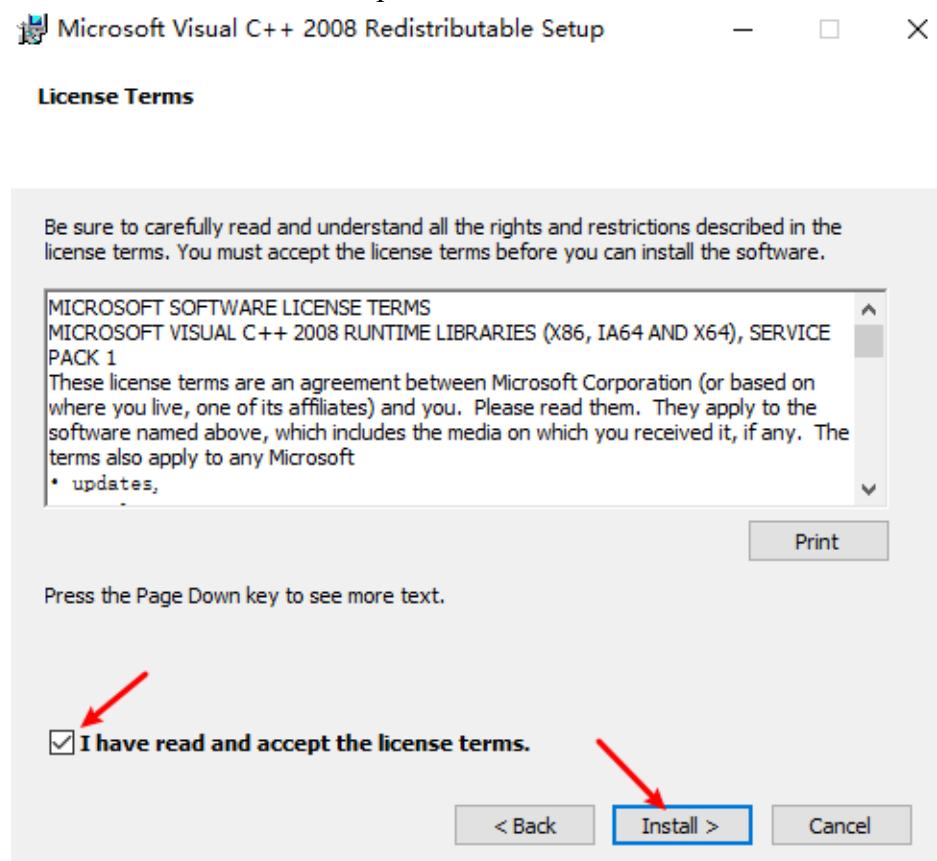 Microsoft Visual C++ 2008 Redistributable Setup
License Terms
Be sure to carefully read and understand all the rights and restrictions described in the
license terms. You must accept the license terms before you can install the software.
MICROSOFT SOFTWARE LICENSE TERMS
MICROSOFT VISUAL C++ 2008 RUNTIME LIBRARIES (X86, IA64 AND X64), SERVICE
PACK 1
These license terms are an agreement between Microsoft Corporation (or based on
where you live, one of its affiliates) and you.  Please read them.  They apply to the
software named above, which includes the media on which you received it, if any.  The
terms also apply to any Microsoft
• updates,
Print
Press the Page Down key to see more text.
I have read and accept the license terms.
< Back
Install >
Cancel